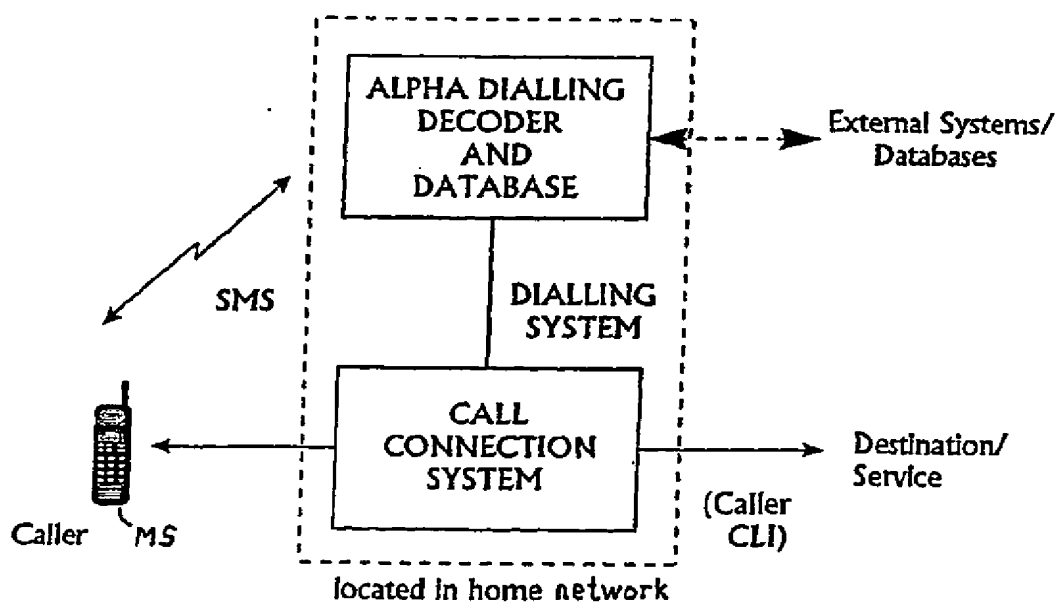 ALPHA DIALLING
DECODER
AND
DATABASE
External Systems/
Databases
SMS
DIALLING
SYSTEM
CALL
CONNECTION
SYSTEM
Destination/
Service
(Caller
CLI)
Caller
MS
located in home network